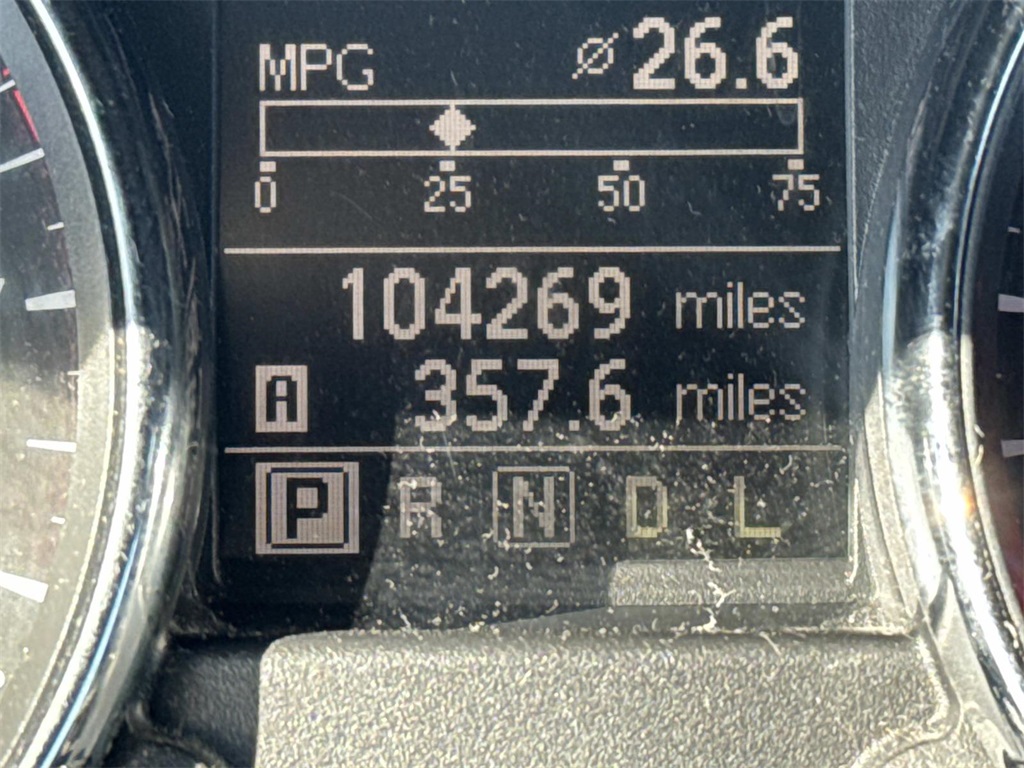 MPG ⌀ 26.6
0 25 50 75
104269 miles
A 357.6 miles
P R N D L